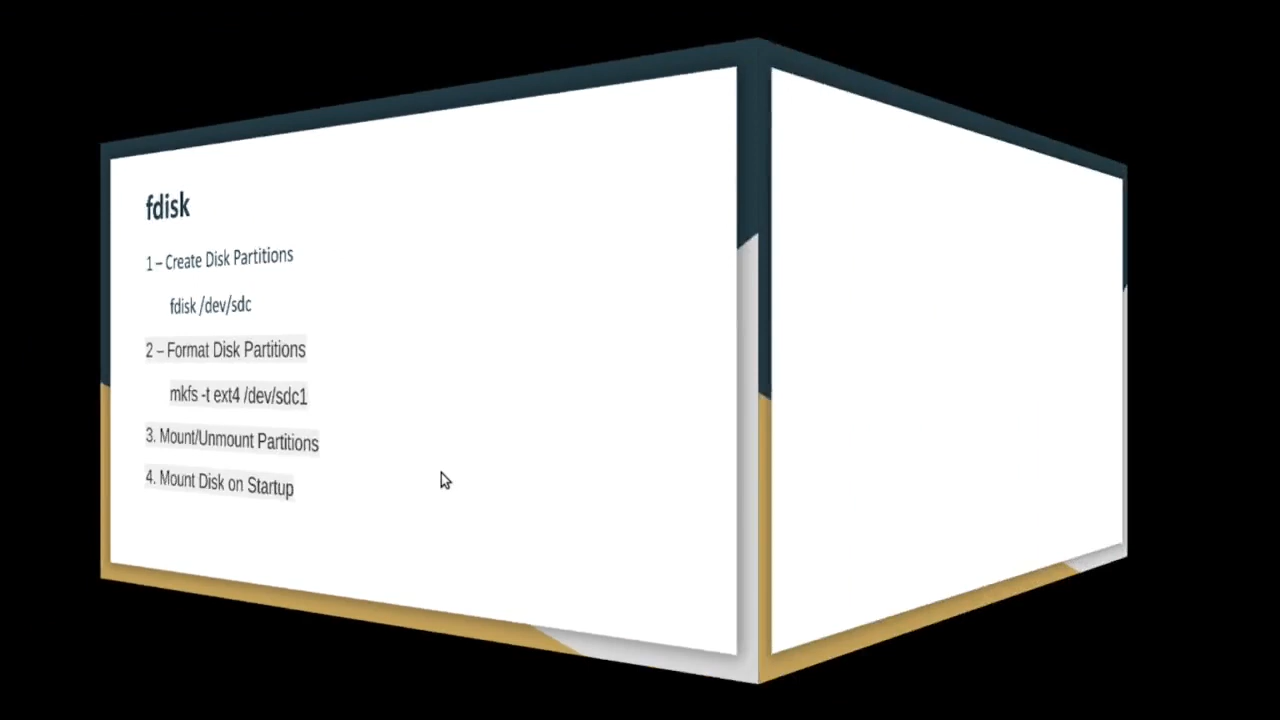 fdisk
1 – Create Disk Partitions
fdisk /dev/sdc
2 – Format Disk Partitions
mkfs -t ext4 /dev/sdc1
3. Mount/Unmount Partitions
4. Mount Disk on Startup